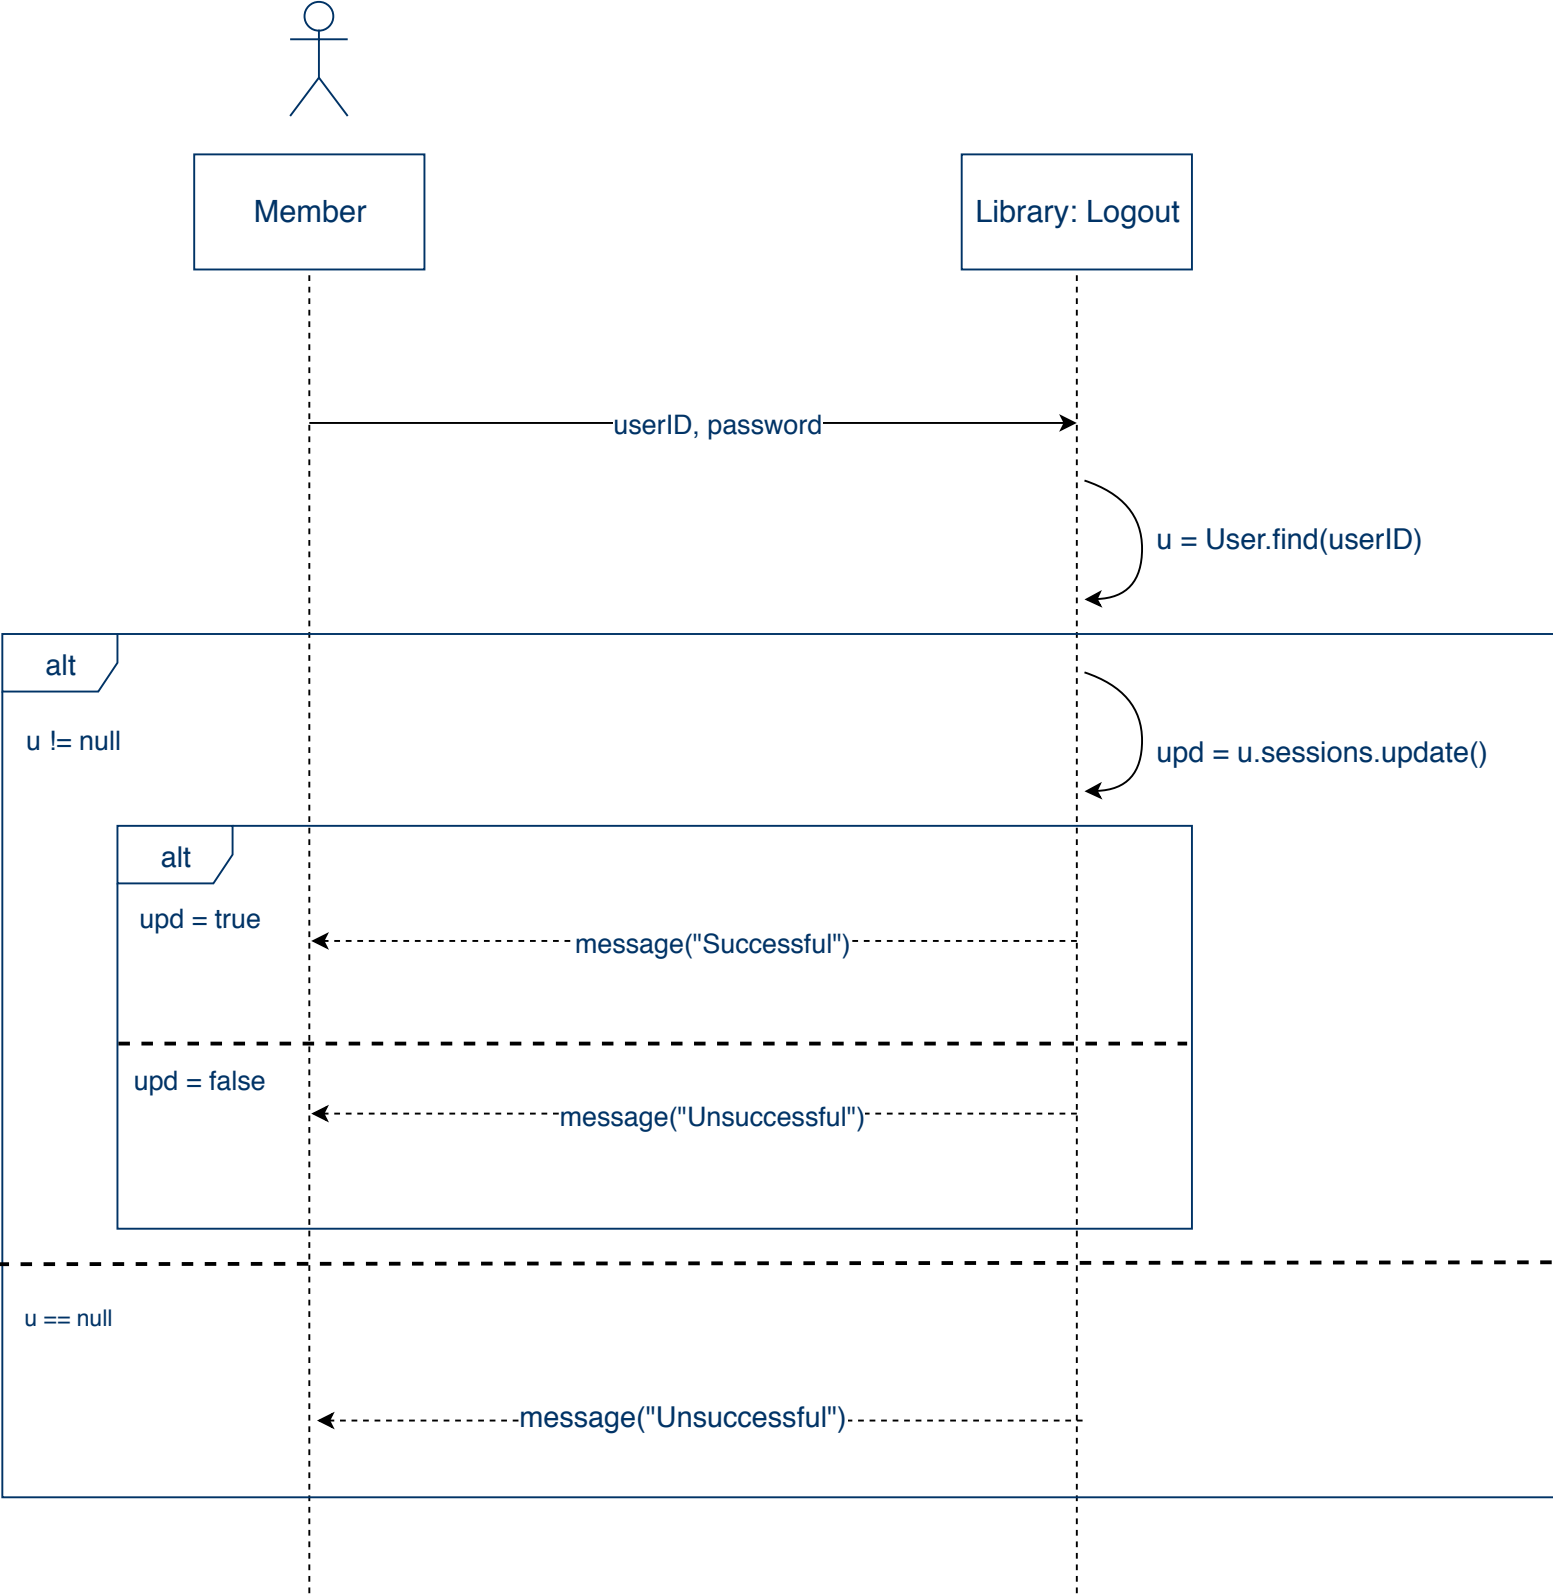 Member
Library: Logout
userID, password
u = User.find(userID)
alt
u != null
upd = u.sessions.update()
alt
upd = true
message("Successful")
upd = false
message("Unsuccessful")
u == null
message("Unsuccessful")